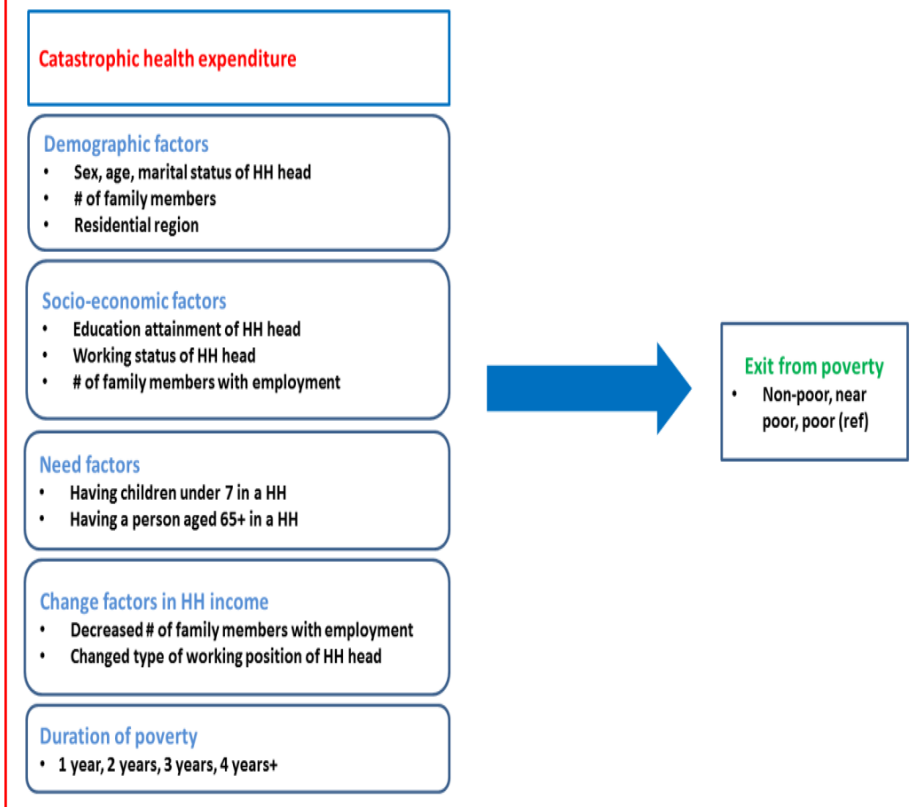 Catastrophic health expenditure
Demographic factors
• Sex, age, marital status of HH head
• # of family members
• Residential region
Socio-economic factors
• Education attainment of HH head
• Working status of HH head
• # of family members with employment
Need factors
• Having children under 7 in a HH
• Having a person aged 65+ in a HH
Change factors in HH income
• Decreased # of family members with employment
• Changed type of working position of HH head
Duration of poverty
• 1 year, 2 years, 3 years, 4 years+
Exit from poverty
• Non-poor, near
poor, poor (ref)